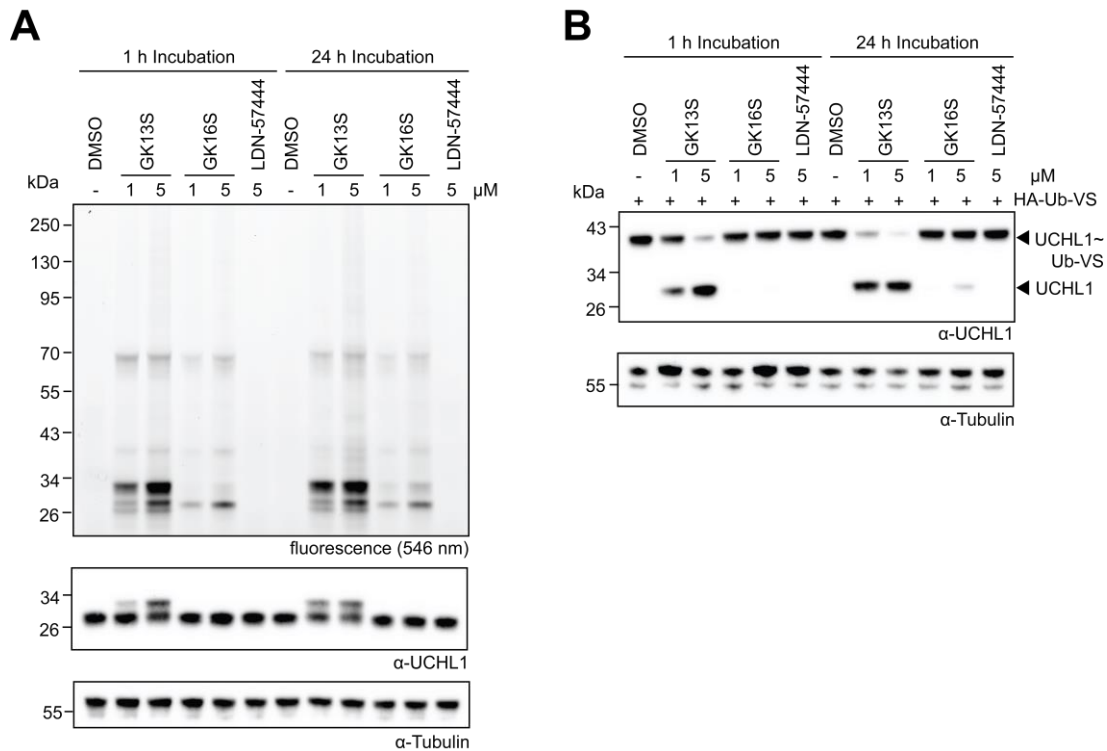 A
1 h Incubation
24 h Incubation
DMSO
GK13S
GK16S
LDN-57444
DMSO
GK13S
GK16S
LDN-57444
kDa
- 1 5 1 5 5 - 1 5 1 5 5 µM
250
130
95
70
55
43
34
26
fluorescence (546 nm)
34
26
α-UCHL1
55
α-Tubulin
B
1 h Incubation
24 h Incubation
DMSO
GK13S
GK16S
LDN-57444
DMSO
GK13S
GK16S
LDN-57444
- 1 5 1 5 5 - 1 5 1 5 5 µM
kDa
+ + + + + + + + + + + + HA-Ub-VS
43
UCHL1~
Ub-VS
34
UCHL1
26
α-UCHL1
55
α-Tubulin